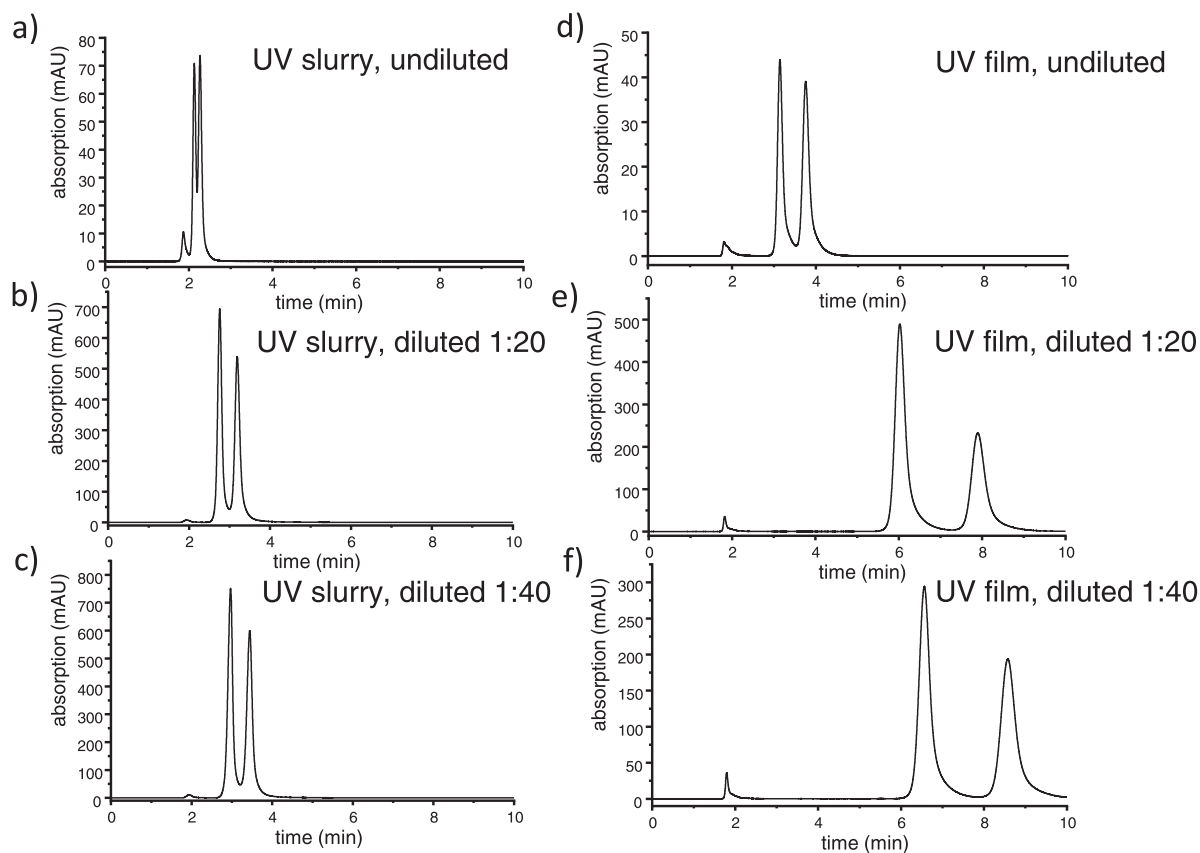 a)
UV slurry, undiluted
absorption (mAU)
80
70
60
50
40
30
20
10
0
0 2 4 6 8 10
time (min)
b)
UV slurry, diluted 1:20
absorption (mAU)
700
600
500
400
300
200
100
0
0 2 4 6 8 10
time (min)
c)
UV slurry, diluted 1:40
absorption (mAU)
800
700
600
500
400
300
200
100
0
0 2 4 6 8 10
time (min)
d)
UV film, undiluted
absorption (mAU)
50
40
30
20
10
0
0 2 4 6 8 10
time (min)
e)
UV film, diluted 1:20
absorption (mAU)
500
400
300
200
100
0
0 2 4 6 8 10
time (min)
f)
UV film, diluted 1:40
absorption (mAU)
300
250
200
150
100
50
0
0 2 4 6 8 10
time (min)